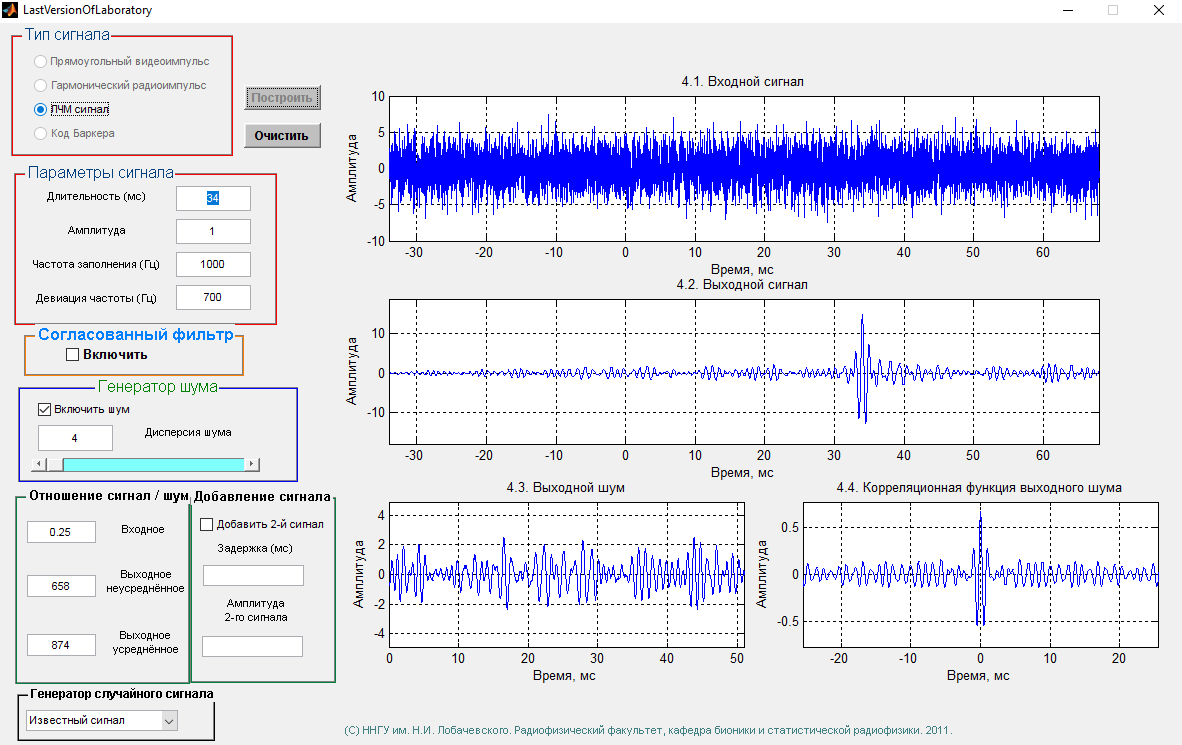 LastVersionOfLaboratory
Тип сигнала
Прямоугольный видеоимпульс
Гармонический радиоимпульс
ЛЧМ сигнал
Код Баркера
Построить
Очистить
Параметры сигнала
Длительность (мс)
34
Амплитуда
1
Частота заполнения (Гц)
1000
Девиация частоты (Гц)
700
Согласованный фильтр
Включить
Генератор шума
Включить шум
4
Дисперсия шума
Отношение сигнал / шум
0.25
Входное
658
Выходное
неусреднённое
874
Выходное
усреднённое
Добавление сигнала
Добавить 2-й сигнал
Задержка (мс)
Амплитуда
2-го сигнала
Генератор случайного сигнала
Известный сигнал
4.1. Входной сигнал
Амплитуда
10
5
0
-5
-10
-30 -20 -10 0 10 20 30 40 50 60
Время, мс
4.2. Выходной сигнал
Амплитуда
10
0
-10
-30 -20 -10 0 10 20 30 40 50 60
Время, мс
4.3. Выходной шум
Амплитуда
4
2
0
-2
-4
0 10 20 30 40 50
Время, мс
4.4. Корреляционная функция выходного шума
Амплитуда
0.5
0
-0.5
-20 -10 0 10 20
Время, мс
(C) ННГУ им. Н.И. Лобачевского. Радиофизический факультет, кафедра бионики и статистической радиофизики. 2011.